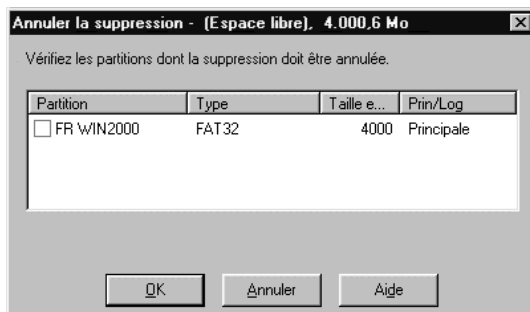 Annuler la suppression - (Espace libre), 4.000,6 Mo
Vérifiez les partitions dont la suppression doit être annulée.
Partition Type Taille e... Prin/Log
FR WIN2000 FAT32 4000 Principale
OK Annuler Aide